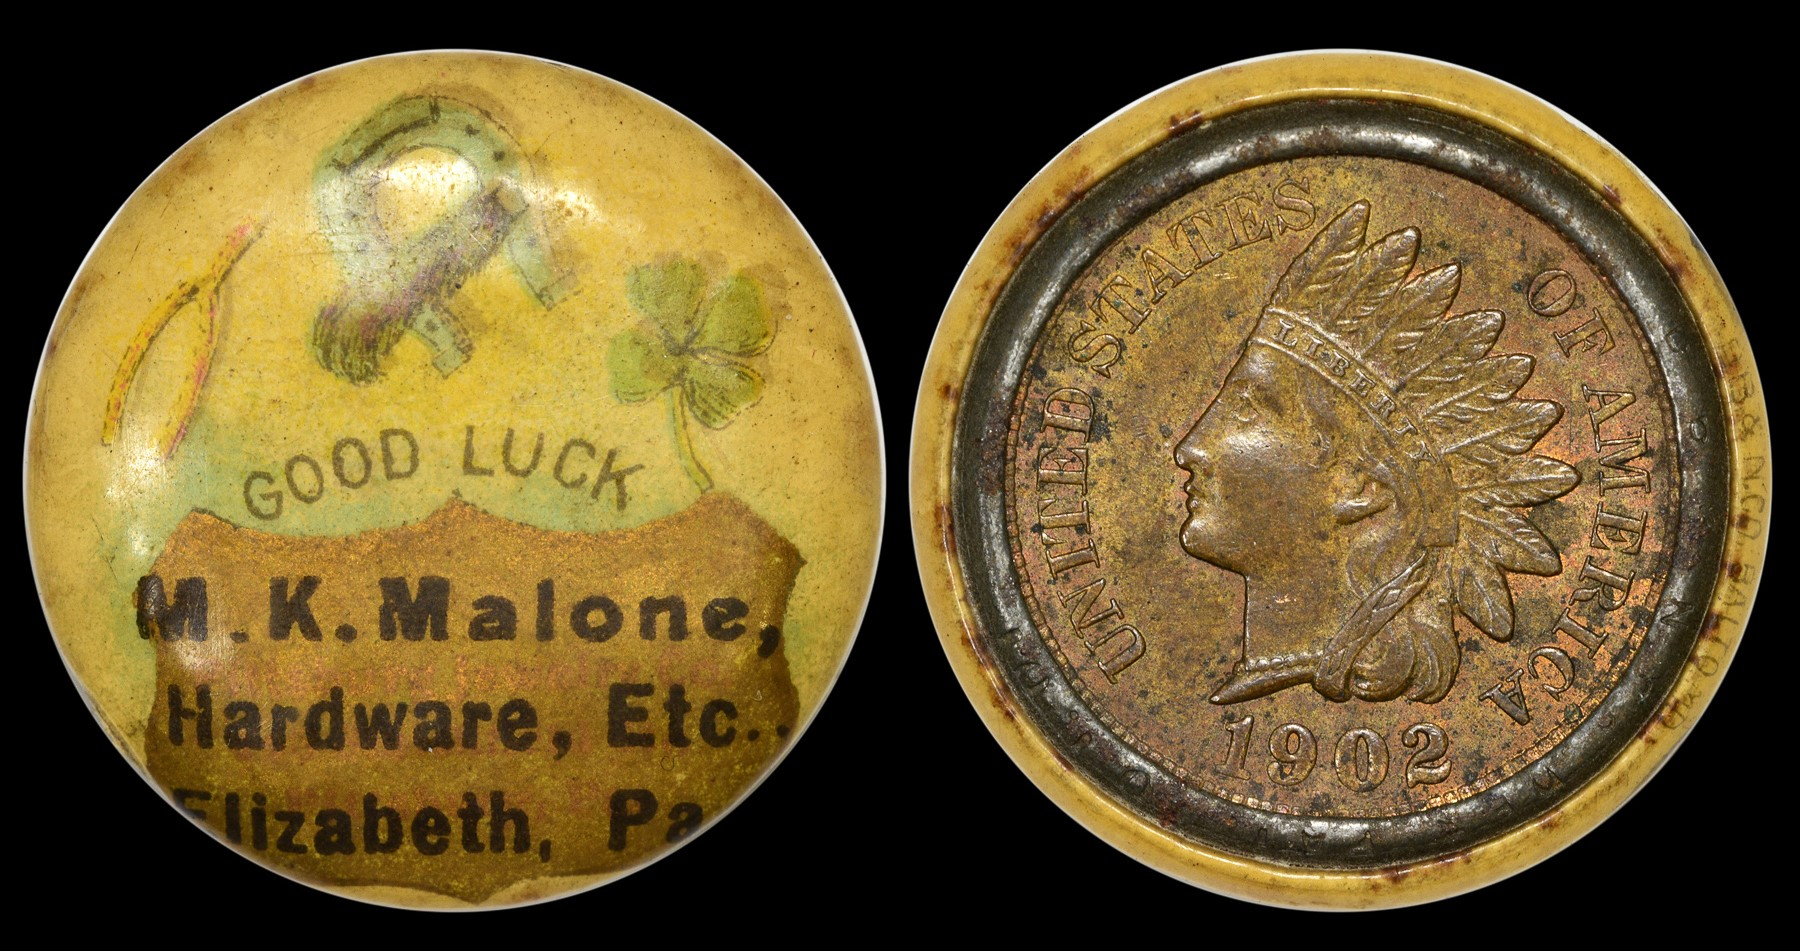 GOOD LUCK
M.K.Malone,
Hardware, Etc..
Elizabeth, Pa
UNITED STATES OF AMERICA
LIBERTY
1902